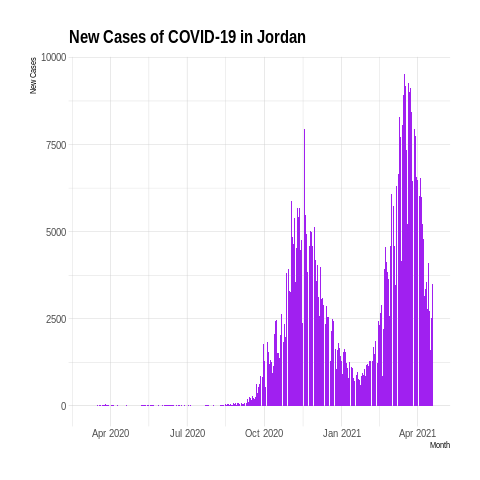 New Cases of COVID-19 in Jordan
New Cases
10000
7500
5000
2500
0
Apr 2020 Jul 2020 Oct 2020 Jan 2021 Apr 2021
Month